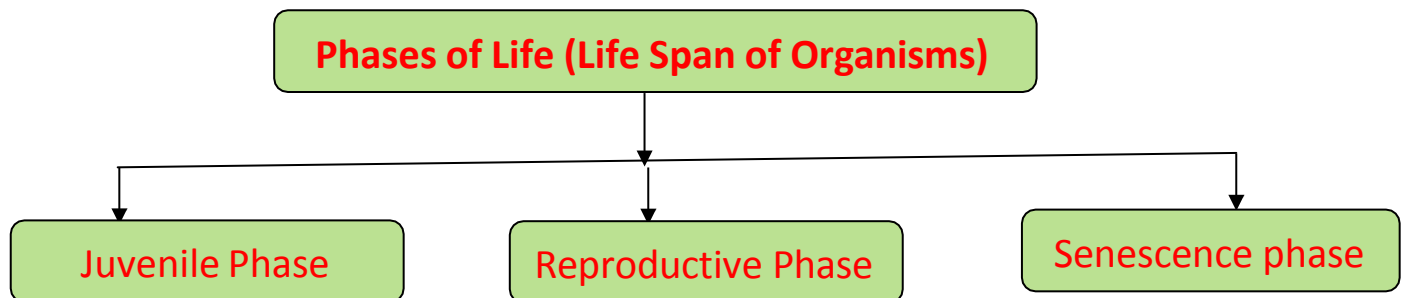 Phases of Life (Life Span of Organisms)
Juvenile Phase
Reproductive Phase
Senescence phase